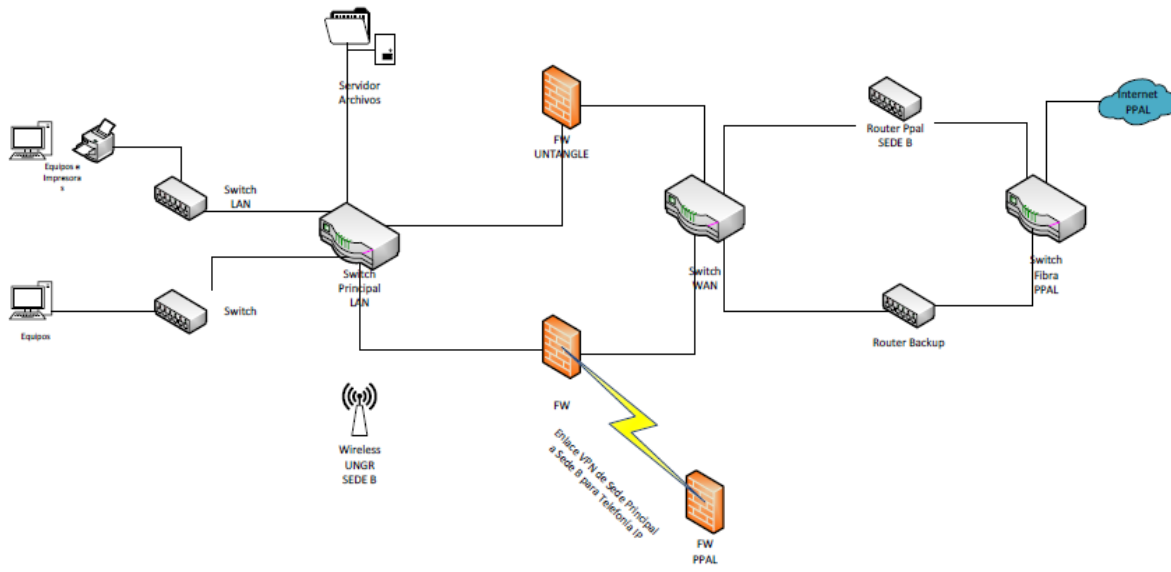 Servidor
Archivos
Internet
PPAL
FW
UNTANGLE
Router Ppal
SEDE B
Equipos e
Impresora
s
Switch
LAN
Switch
Principal
LAN
Switch
WAN
Switch
Fibra
PPAL
Switch
Equipos
Router Backup
FW
Wireless
UNGR
SEDE B
Enlace VPN de Sede Principal
a Sede B para Telefonía IP
FW
PPAL